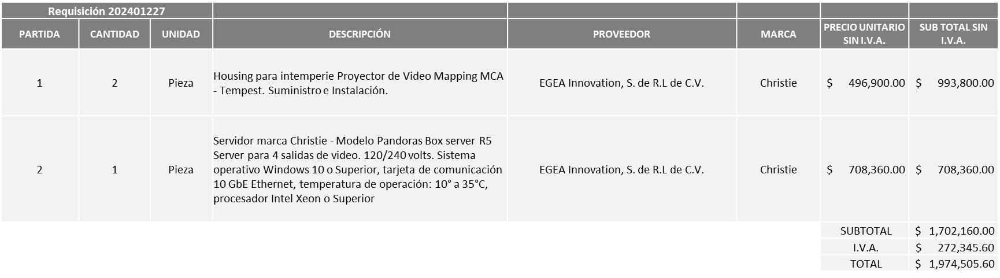 Requisición 202401227
PARTIDA CANTIDAD UNIDAD DESCRIPCIÓN PROVEEDOR MARCA PRECIO UNITARIO SIN I.V.A. SUB TOTAL SIN I.V.A.
1 2 Pieza
Housing para intemperie Proyector de Video Mapping MCA
- Tempest. Suministro e Instalación.
EGEA Innovation, S. de R.L de C.V. Christie $ 496,900.00 $ 993,800.00
2 1 Pieza
Servidor marca Christie - Modelo Pandoras Box server R5
Server para 4 salidas de video. 120/240 volts. Sistema
operativo Windows 10 o Superior, tarjeta de comunicación
10 GbE Ethernet, temperatura de operación: 10° a 35°C,
procesador Intel Xeon o Superior
EGEA Innovation, S. de R.L de C.V. Christie $ 708,360.00 $ 708,360.00
SUBTOTAL $ 1,702,160.00
I.V.A. $ 272,345.60
TOTAL $ 1,974,505.60